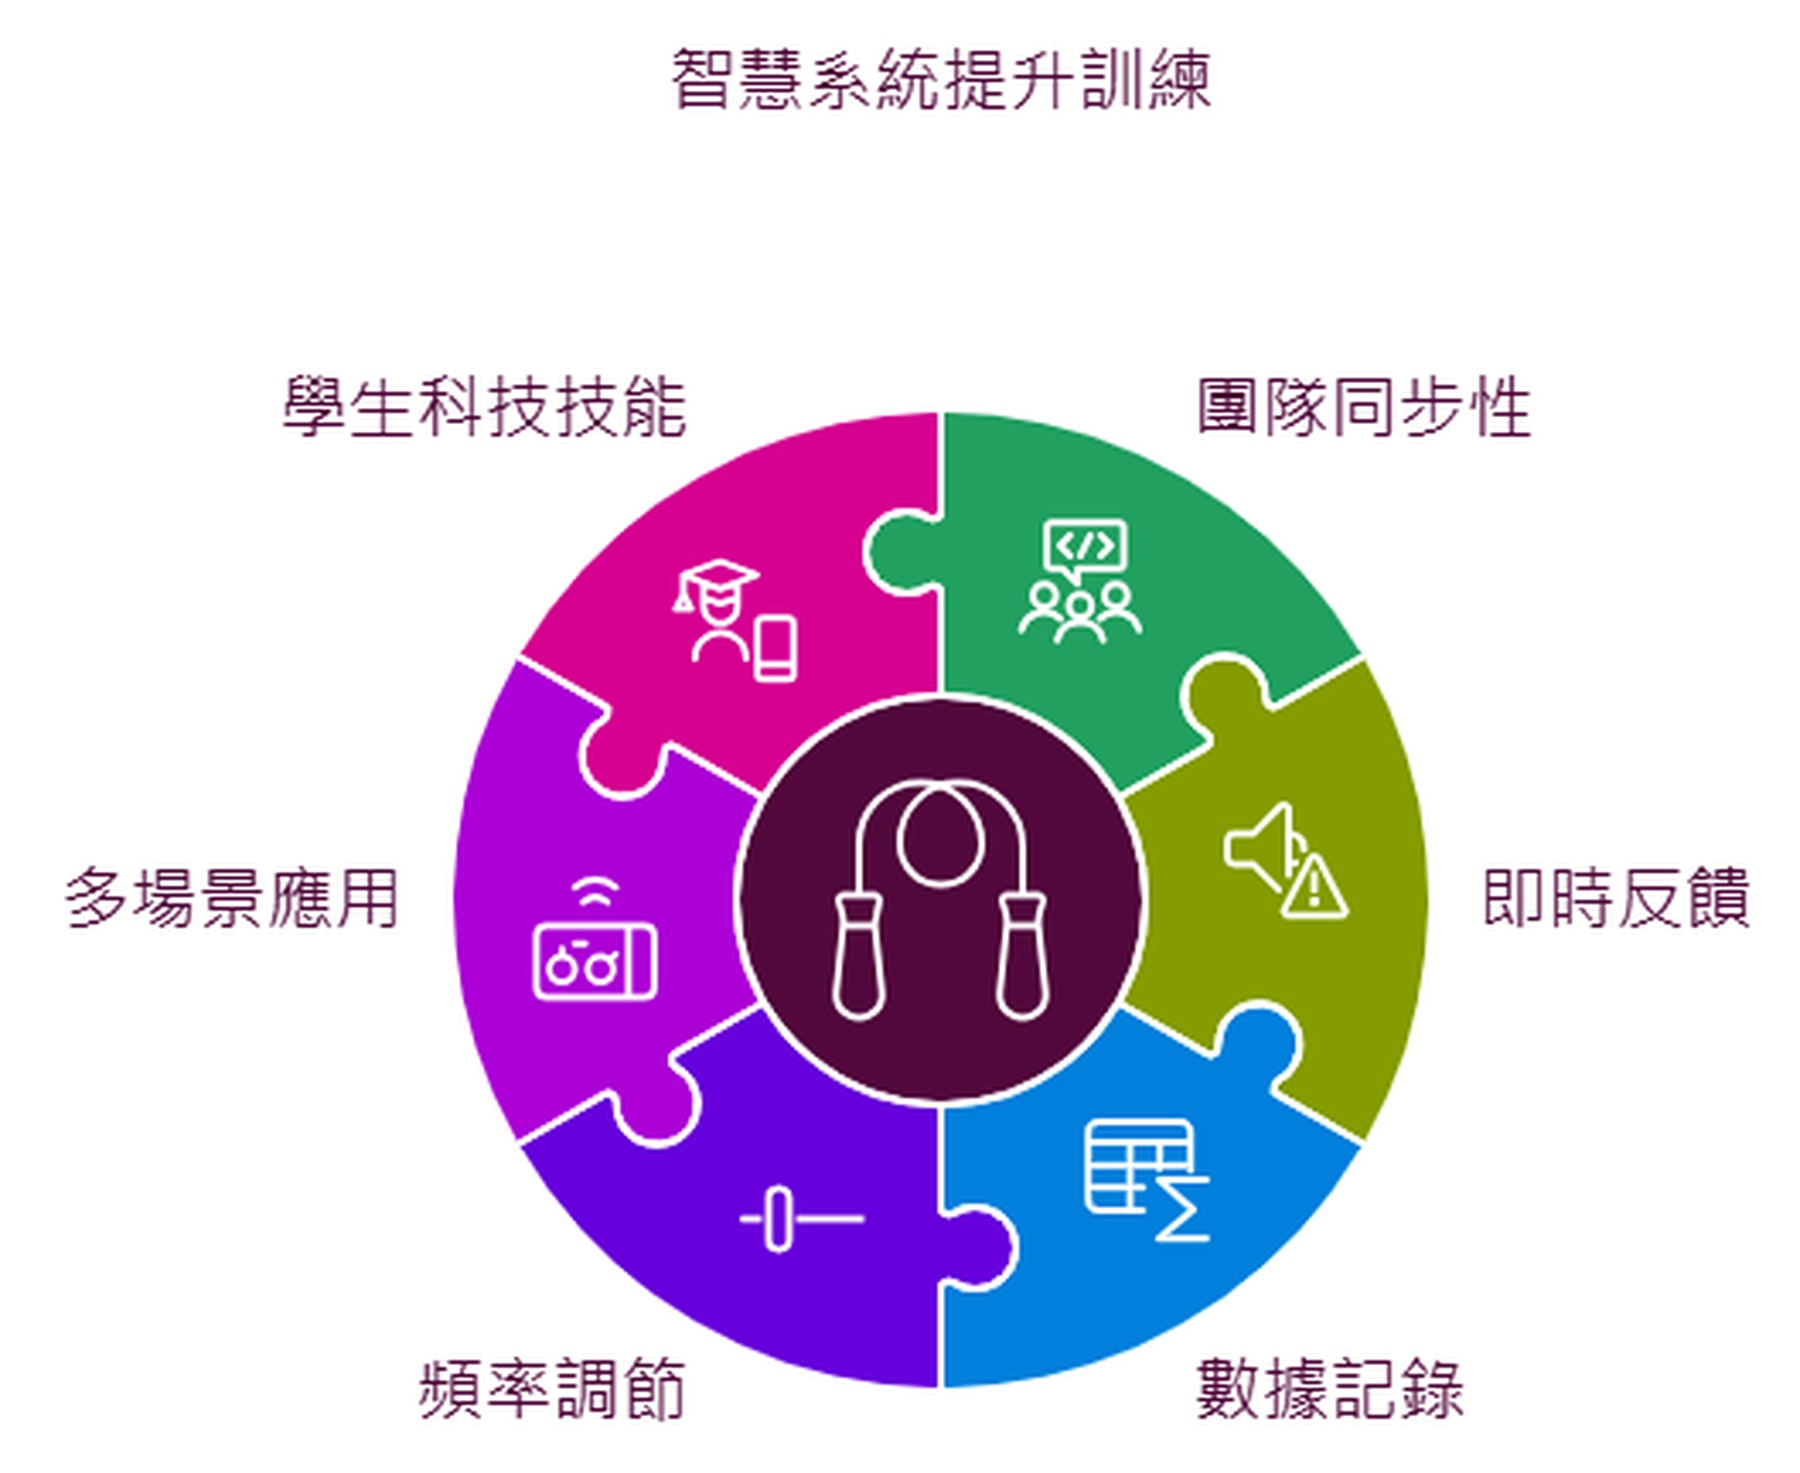 智慧系統提升訓練
學生科技技能
團隊同步性
多場景應用
即時反饋
頻率調節
數據記錄